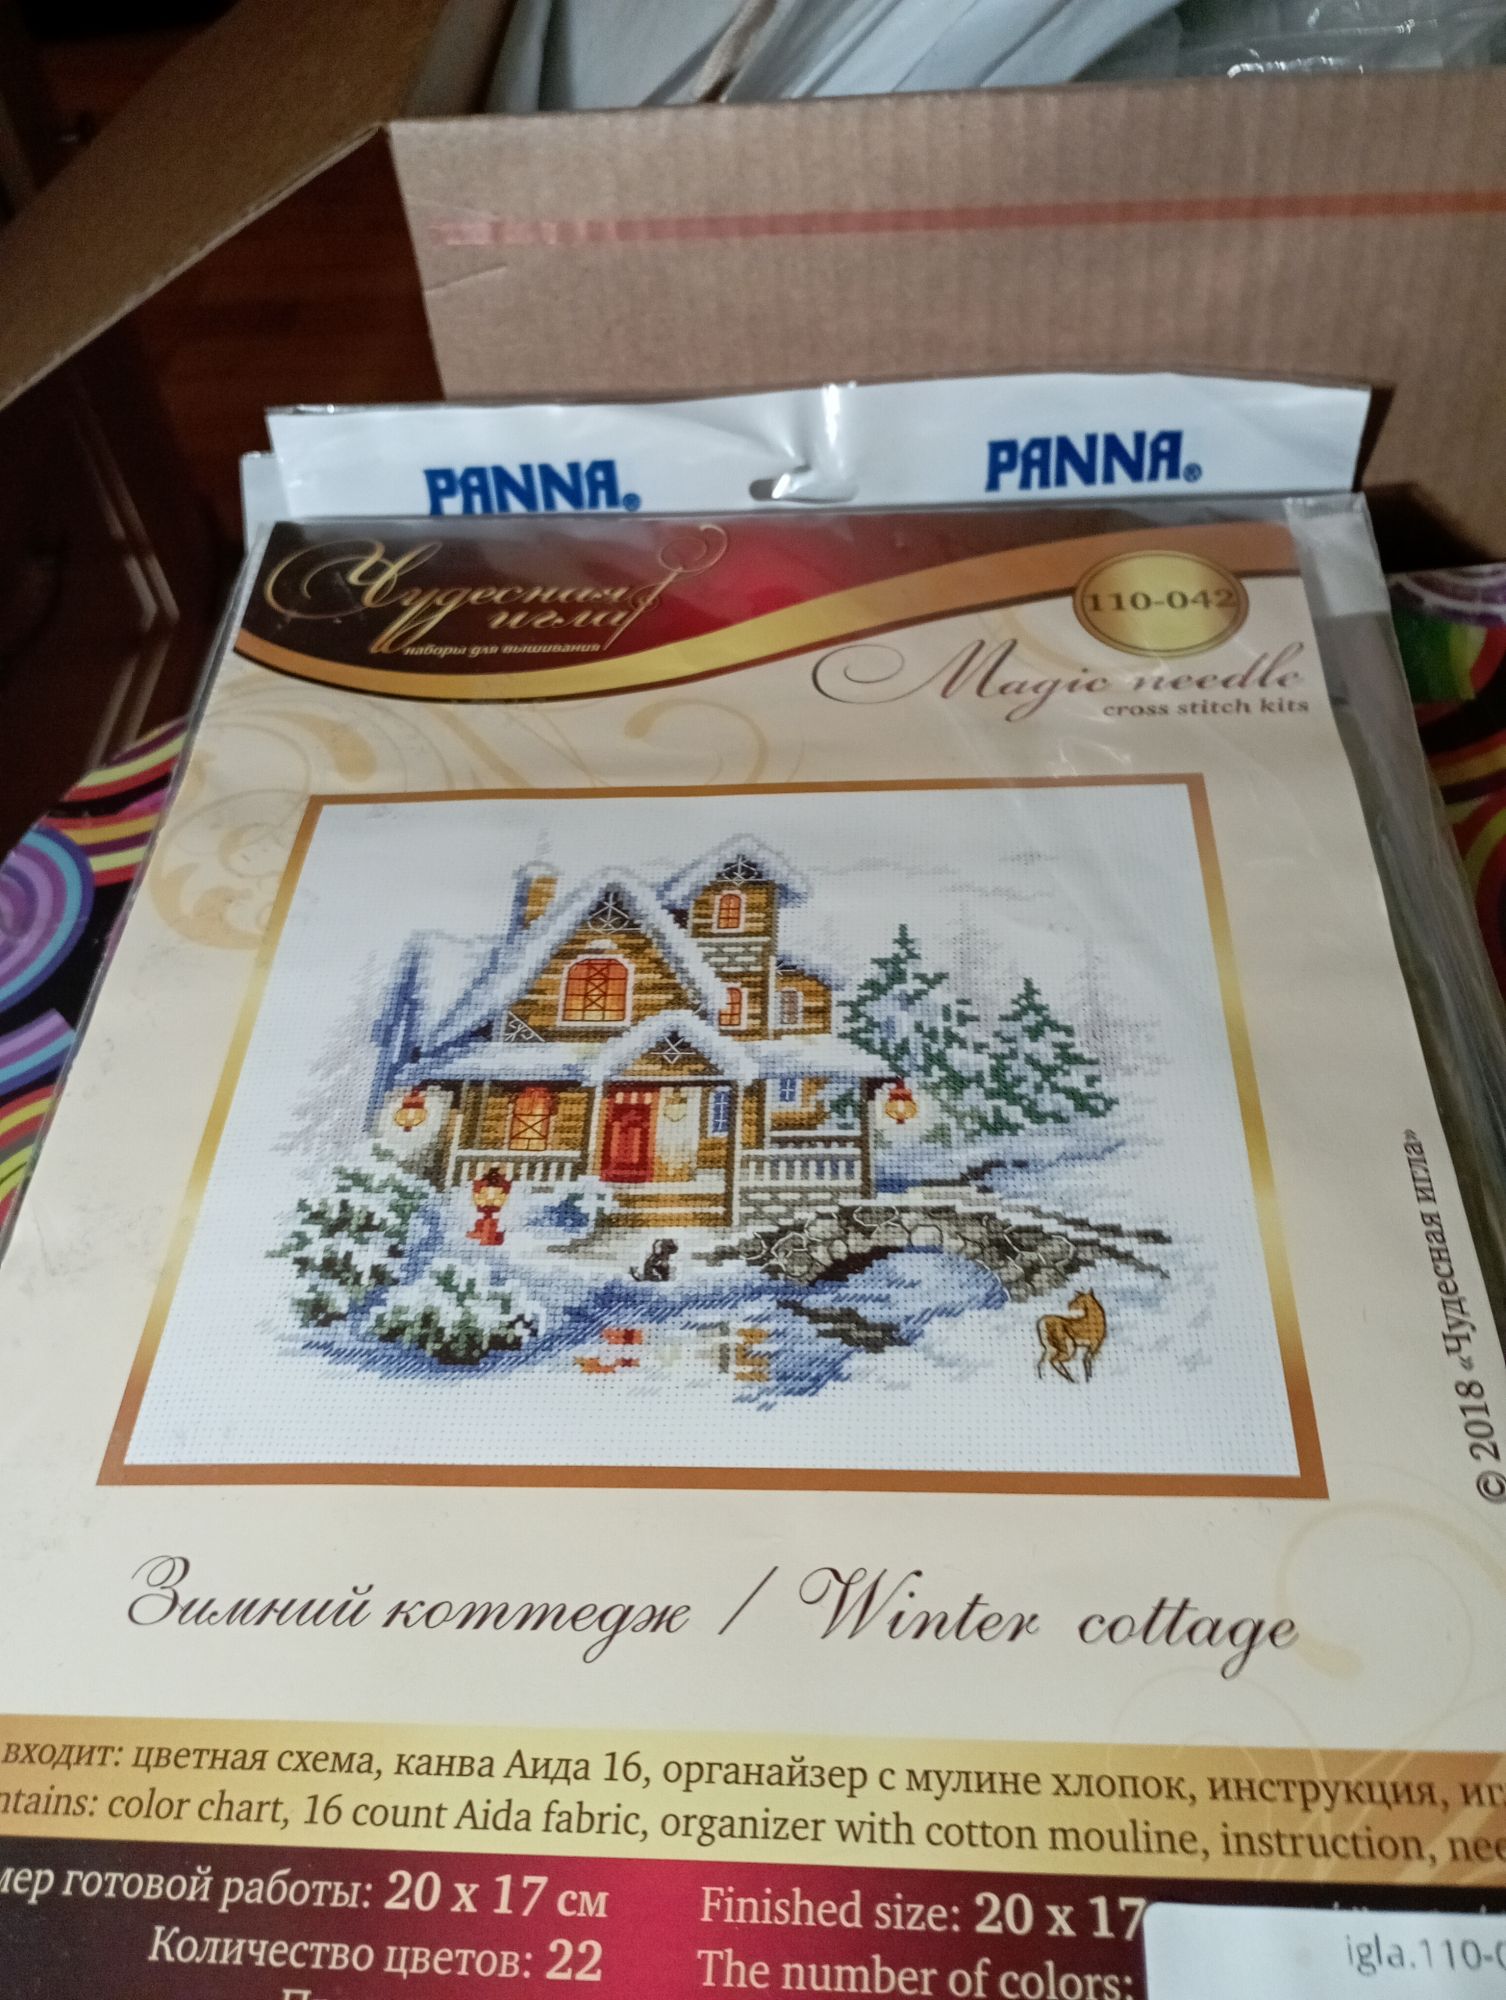 PANNA® PANNA®
Чудесная
игла
наборы для вышивания
110-042
Magic needle
cross stitch kits
© 2018 «Чудесная игла»
Зимний коттедж / Winter cottage
входит: цветная схема, канва Аида 16, органайзер с мулине хлопок, инструкция,
color chart, 16 count Aida fabric, organizer with cotton mouline, instruction,
готовой работы: 20 x 17 см
Finished size: 20 x 17
Количество цветов: 22
The number of colors:
igla.110-